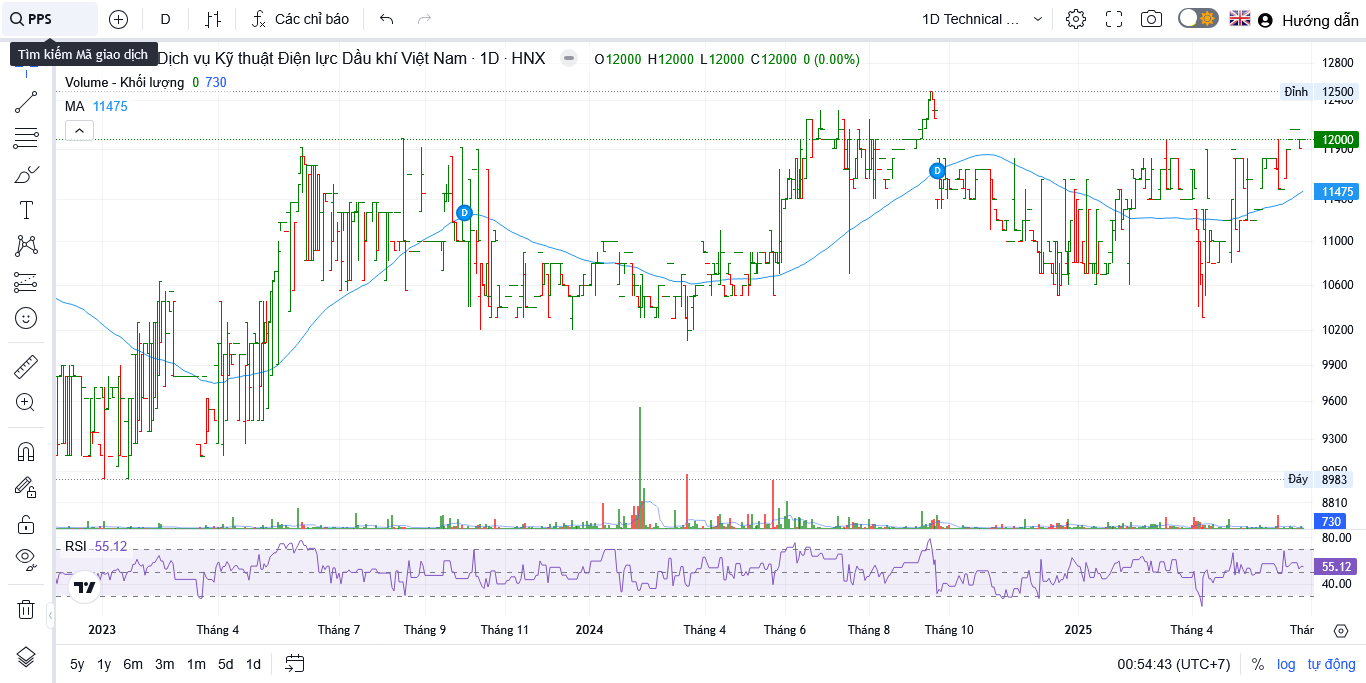 PPS
D
Các chỉ báo
1D Technical ...
Hướng dẫn
Tìm kiếm Mã giao dịch
Dịch vụ Kỹ thuật Điện lực Dầu khí Việt Nam · 1D · HNX
O12000 H12000 L12000 C12000 0 (0.00%)
Volume - Khối lượng 0 730
MA 11475
12800
Đỉnh 12500
12400
12000
11900
11475
11400
11000
10600
10200
9900
9600
9300
9050
Đáy 8983
8810
730
RSI 55.12
80.00
55.12
40.00
D
D
2023 Tháng 4 Tháng 7 Tháng 9 Tháng 11 2024 Tháng 4 Tháng 6 Tháng 8 Tháng 10 2025 Tháng 4 Thár
5y 1y 6m 3m 1m 5d 1d
00:54:43 (UTC+7) % log tự động